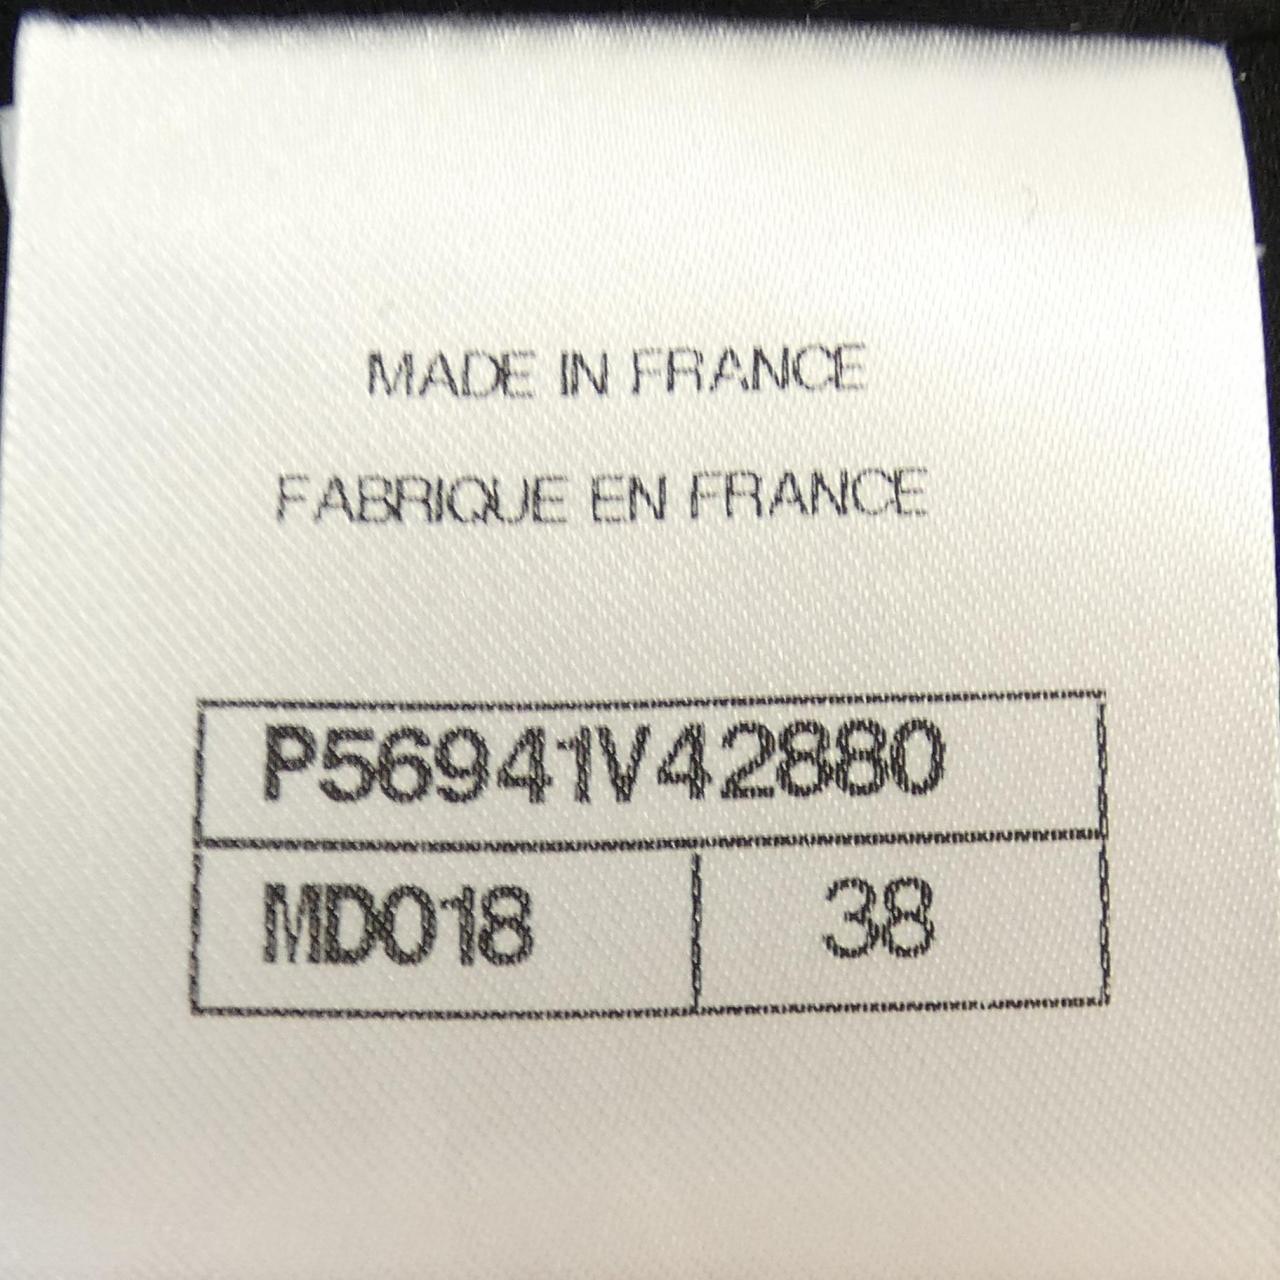 MADE IN FRANCE
FABRIQUE EN FRANCE
P56941V42880
MD018 38